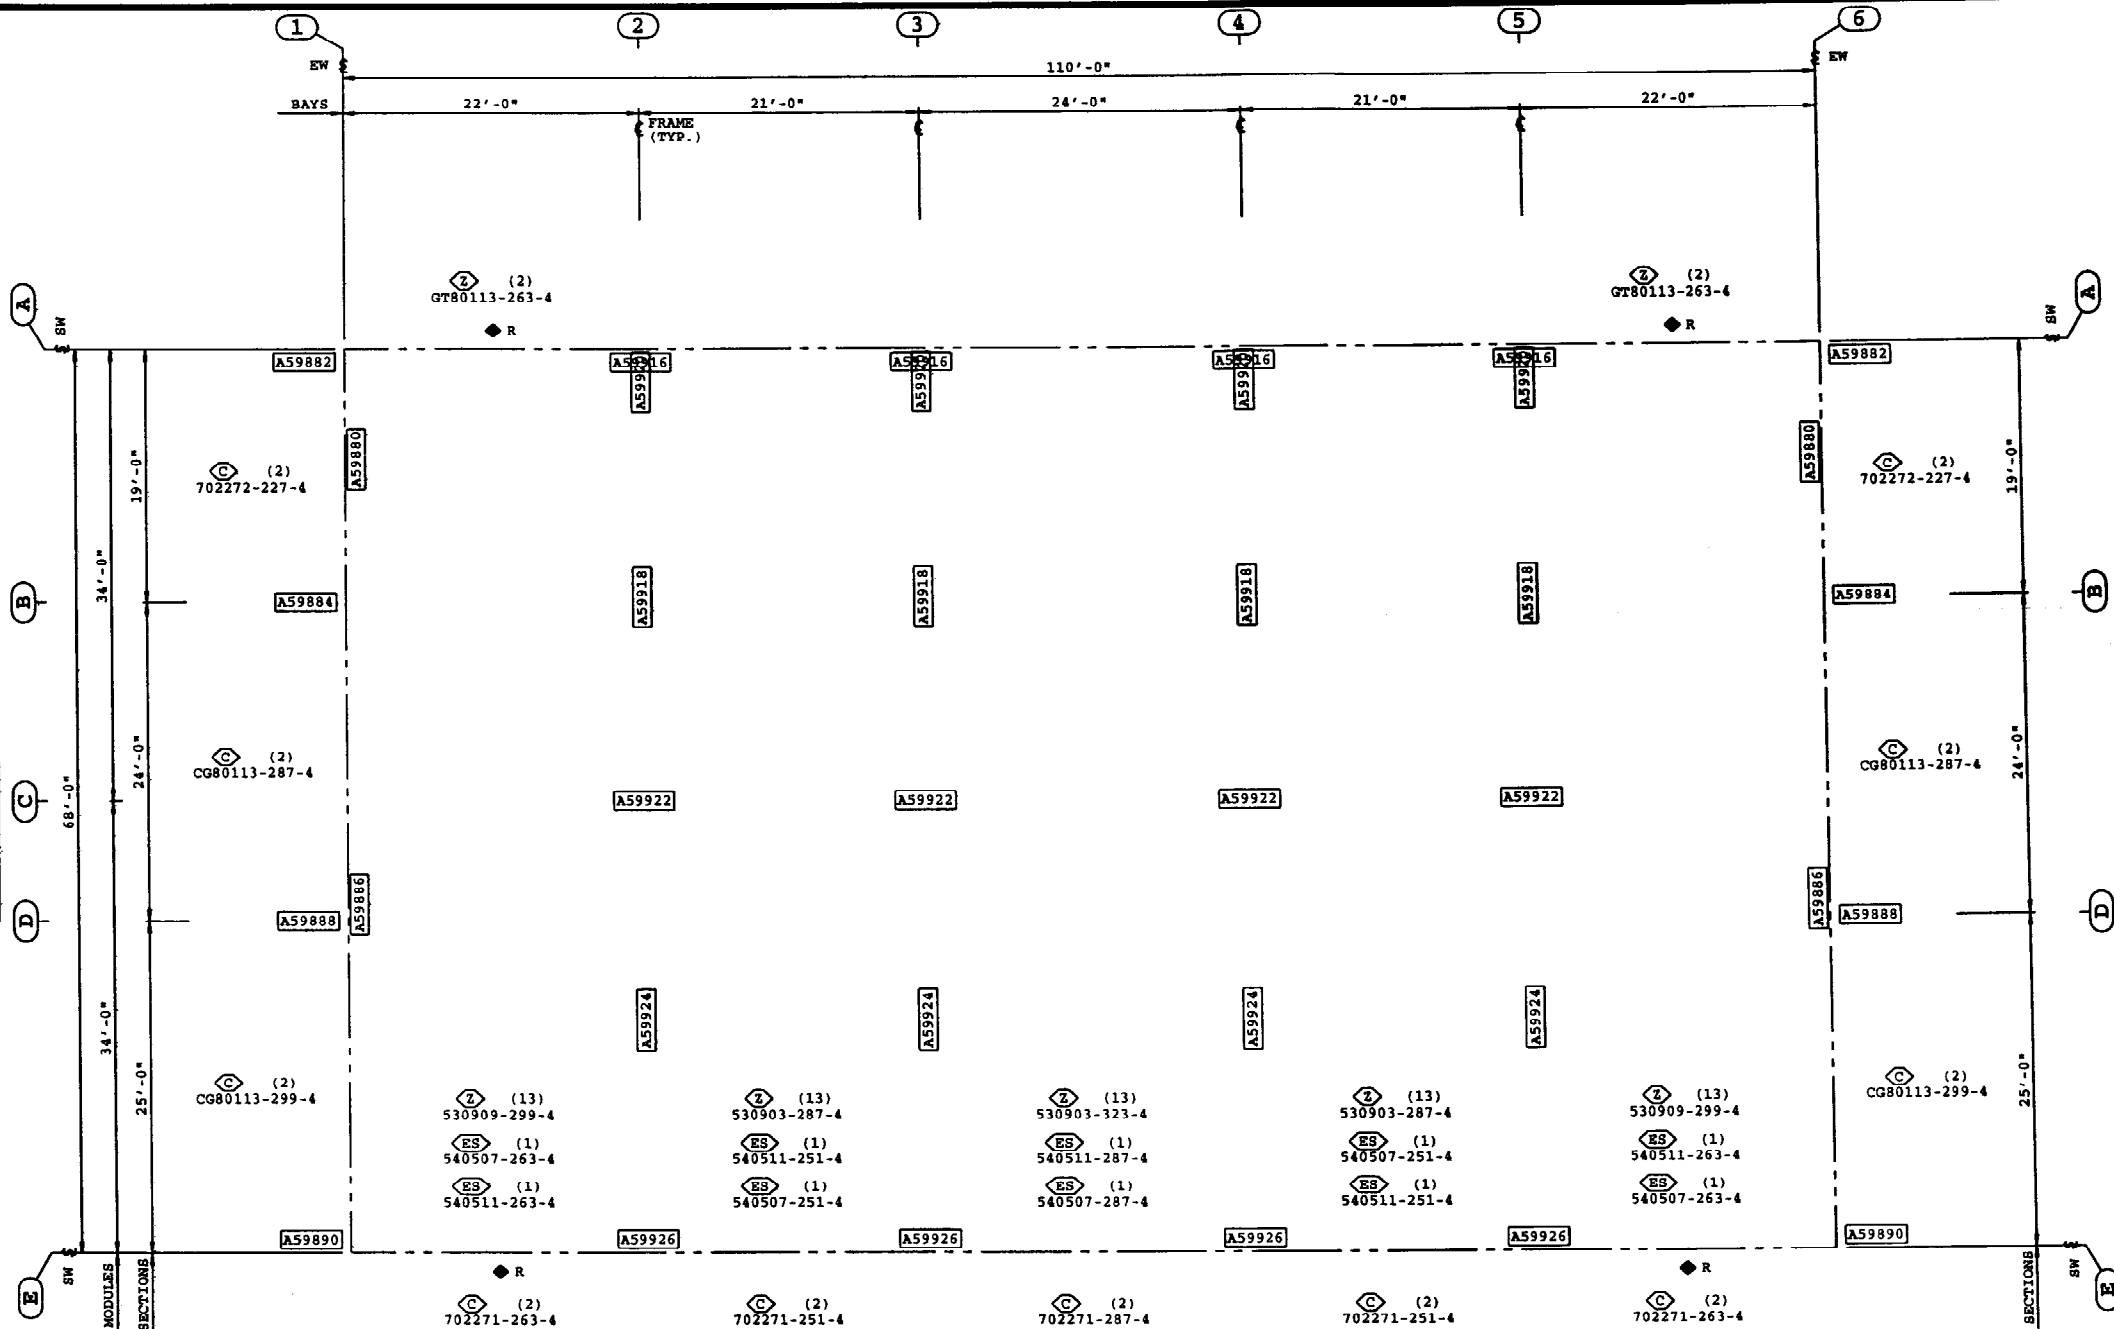 1 2 3 4 5 6
EW EW
110'-0"
BAYS 22'-0" 21'-0" 24'-0" 21'-0" 22'-0"
FRAME
(TYP.)
Z (2) Z (2)
GT80113-263-4 GT80113-263-4
R R
A SW SW A
A59882 A59916 A59916 A59916 A59916 A59882
A59880 A59880
C (2) C (2)
702272-227-4 702272-227-4
19'-0" 19'-0"
34'-0"
B A59884 A59918 A59918 A59918 A59918 A59884 B
C (2) C (2)
CG80113-287-4 CG80113-287-4
24'-0" 24'-0"
68'-0"
C A59922 A59922 A59922 A59922
A59886 A59886
D A59888 A59888 D
34'-0"
A59924 A59924 A59924 A59924
25'-0" 25'-0"
C (2) C (2)
CG80113-299-4 CG80113-299-4
Z (13) Z (13) Z (13) Z (13) Z (13)
530909-299-4 530903-287-4 530903-323-4 530903-287-4 530909-299-4
ES (1) ES (1) ES (1) ES (1) ES (1)
540507-263-4 540511-251-4 540511-287-4 540507-251-4 540511-263-4
ES (1) ES (1) ES (1) ES (1) ES (1)
540511-263-4 540507-251-4 540507-287-4 540511-251-4 540507-263-4
A59890 A59926 A59926 A59926 A59926 A59890
E SW SW E
MODULES SECTIONS SECTIONS
R R
C (2) C (2) C (2) C (2) C (2)
702271-263-4 702271-251-4 702271-287-4 702271-251-4 702271-263-4